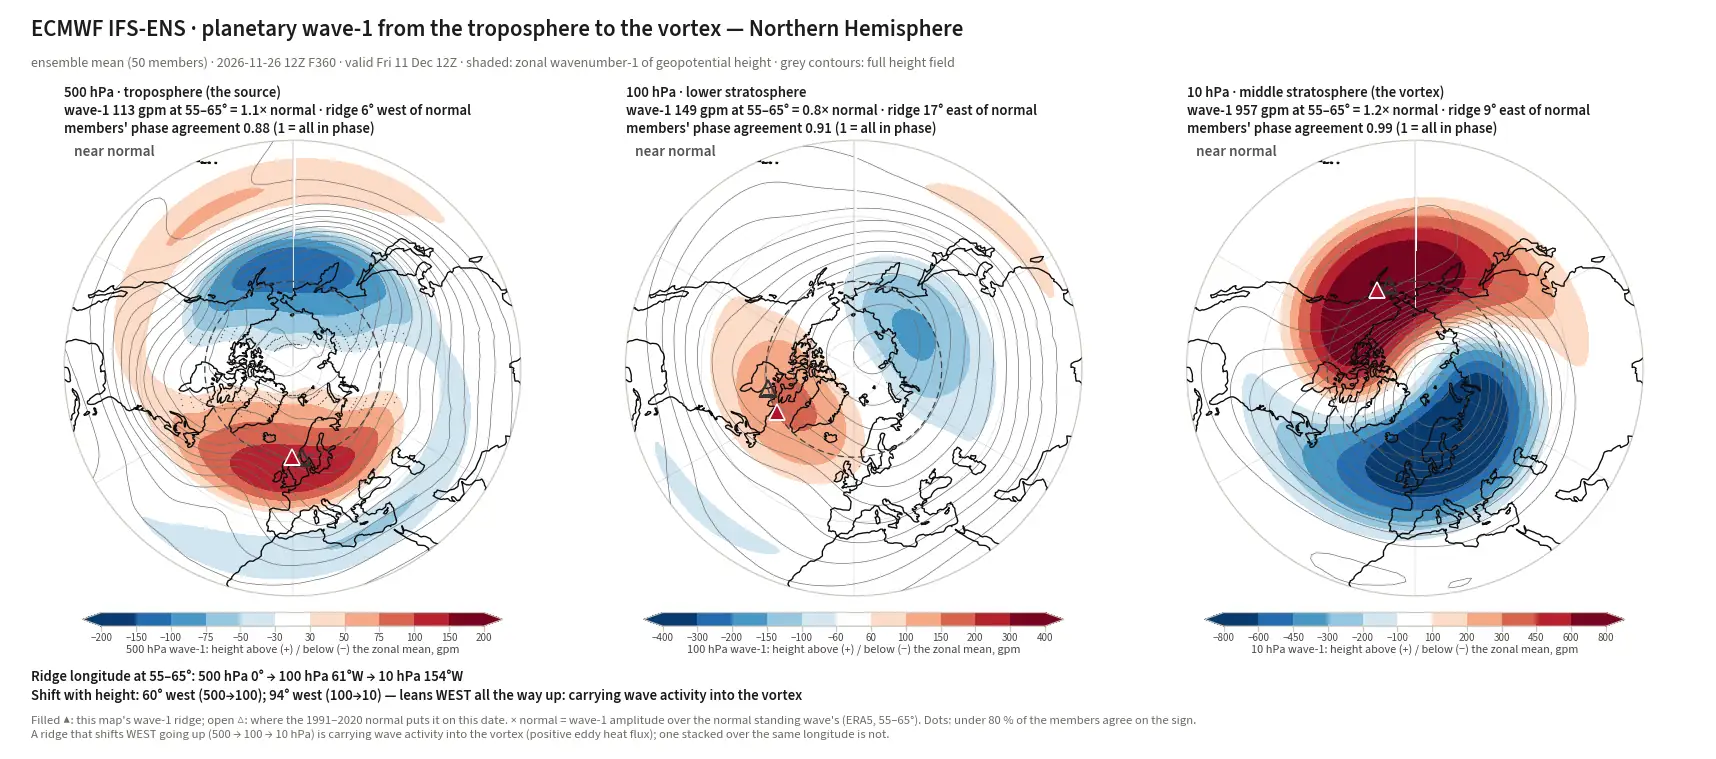 ECMWF IFS-ENS · planetary wave-1 from the troposphere to the vortex — Northern Hemisphere
ensemble mean (50 members) · 2026-11-26 12Z F360 · valid Fri 11 Dec 12Z · shaded: zonal wavenumber-1 of geopotential height · grey contours: full height field
500 hPa · troposphere (the source)
wave-1 113 gpm at 55–65° = 1.1× normal · ridge 6° west of normal
members' phase agreement 0.88 (1 = all in phase)
near normal
100 hPa · lower stratosphere
wave-1 149 gpm at 55–65° = 0.8× normal · ridge 17° east of normal
members' phase agreement 0.91 (1 = all in phase)
near normal
10 hPa · middle stratosphere (the vortex)
wave-1 957 gpm at 55–65° = 1.2× normal · ridge 9° east of normal
members' phase agreement 0.99 (1 = all in phase)
near normal
−200 −150 −100 −75 −50 −30 30 50 75 100 150 200
500 hPa wave-1: height above (+) / below (−) the zonal mean, gpm
−400 −300 −200 −150 −100 −60 60 100 150 200 300 400
100 hPa wave-1: height above (+) / below (−) the zonal mean, gpm
−800 −600 −450 −300 −200 −100 100 200 300 450 600 800
10 hPa wave-1: height above (+) / below (−) the zonal mean, gpm
Ridge longitude at 55–65°: 500 hPa 0° → 100 hPa 61°W → 10 hPa 154°W
Shift with height: 60° west (500→100); 94° west (100→10) — leans WEST all the way up: carrying wave activity into the vortex
Filled ▲: this map's wave-1 ridge; open △: where the 1991–2020 normal puts it on this date. × normal = wave-1 amplitude over the normal standing wave's (ERA5, 55–65°). Dots: under 80 % of the members agree on the sign.
A ridge that shifts WEST going up (500 → 100 → 10 hPa) is carrying wave activity into the vortex (positive eddy heat flux); one stacked over the same longitude is not.